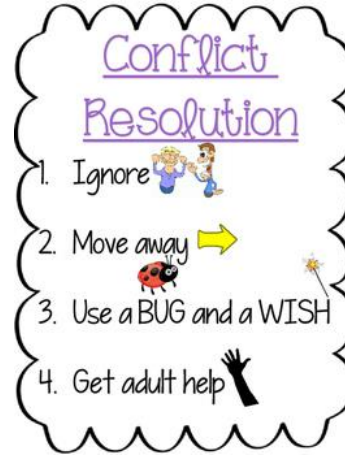 Conflict
Resolution
1. Ignore
2. Move away
3. Use a BUG and a WISH
4. Get adult help